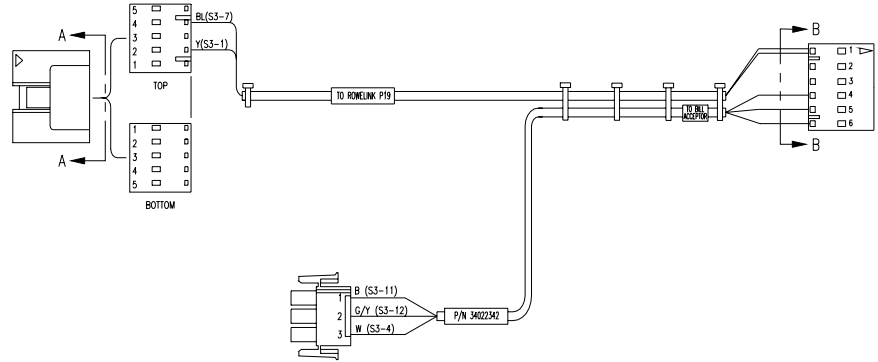 A
A
5
4
3
2
1
TOP
BL(S3-7)
Y(S3-1)
1
2
3
4
5
BOTTOM
TO ROWELINK P19
TO BILL
ACCEPTOR
B
B
1
2
3
4
5
6
1
2
3
B (S3-11)
G/Y (S3-12)
W (S3-4)
P/N 34022342